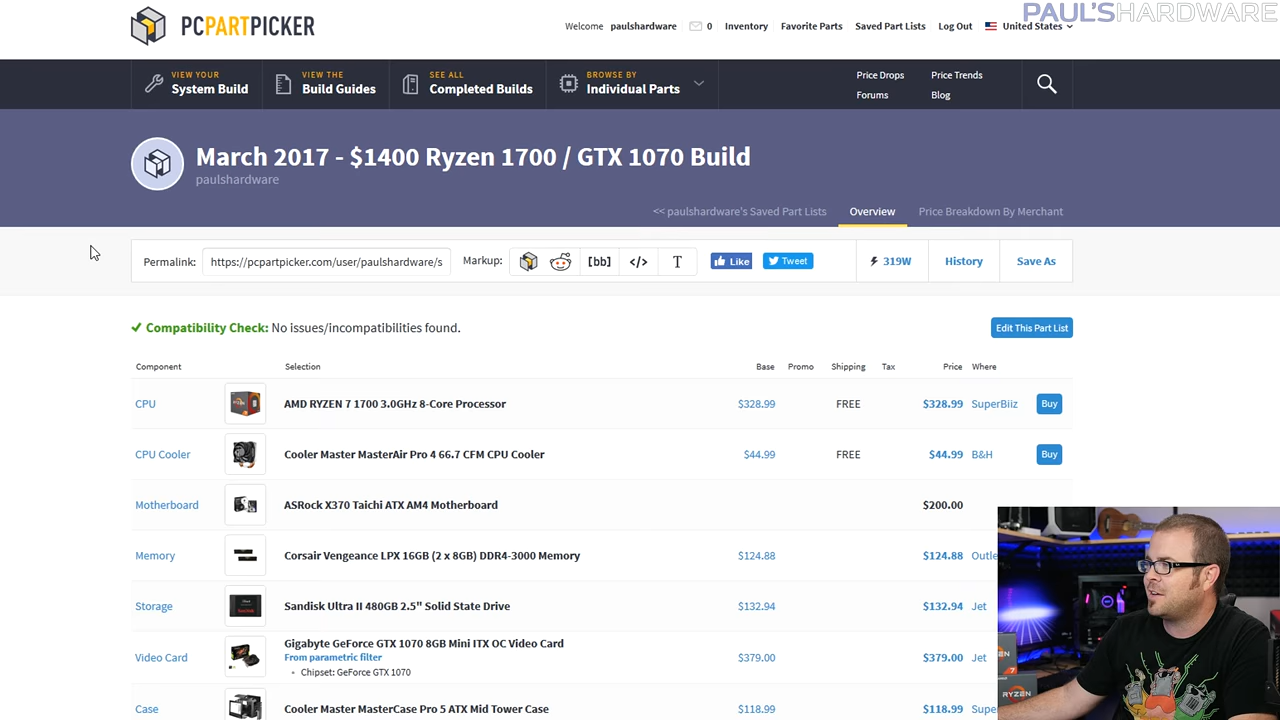 PAUL'SHARDWARE
PCPARTPICKER
Welcome paulshardware 0 Inventory Favorite Parts Saved Part Lists Log Out United States
VIEW YOUR
System Build
VIEW THE
Build Guides
SEE ALL
Completed Builds
BROWSE BY
Individual Parts
Price Drops Price Trends
Forums Blog
March 2017 - $1400 Ryzen 1700 / GTX 1070 Build
paulshardware
<< paulshardware's Saved Part Lists Overview Price Breakdown By Merchant
Permalink: https://pcpartpicker.com/user/paulshardware/s Markup: [bb] </> T Like Tweet 319W History Save As
Compatibility Check: No issues/incompatibilities found. Edit This Part List
Component Selection Base Promo Shipping Tax Price Where
CPU AMD RYZEN 7 1700 3.0GHz 8-Core Processor $328.99 FREE $328.99 SuperBiiz Buy
CPU Cooler Cooler Master MasterAir Pro 4 66.7 CFM CPU Cooler $44.99 FREE $44.99 B&H Buy
Motherboard ASRock X370 Taichi ATX AM4 Motherboard $200.00
Memory Corsair Vengeance LPX 16GB (2 x 8GB) DDR4-3000 Memory $124.88 $124.88 Outle
Storage Sandisk Ultra II 480GB 2.5" Solid State Drive $132.94 $132.94 Jet
Video Card Gigabyte GeForce GTX 1070 8GB Mini ITX OC Video Card $379.00 $379.00 Jet
From parametric filter
Chipset: GeForce GTX 1070
Case Cooler Master MasterCase Pro 5 ATX Mid Tower Case $118.99 $118.99 Supe
RYZEN